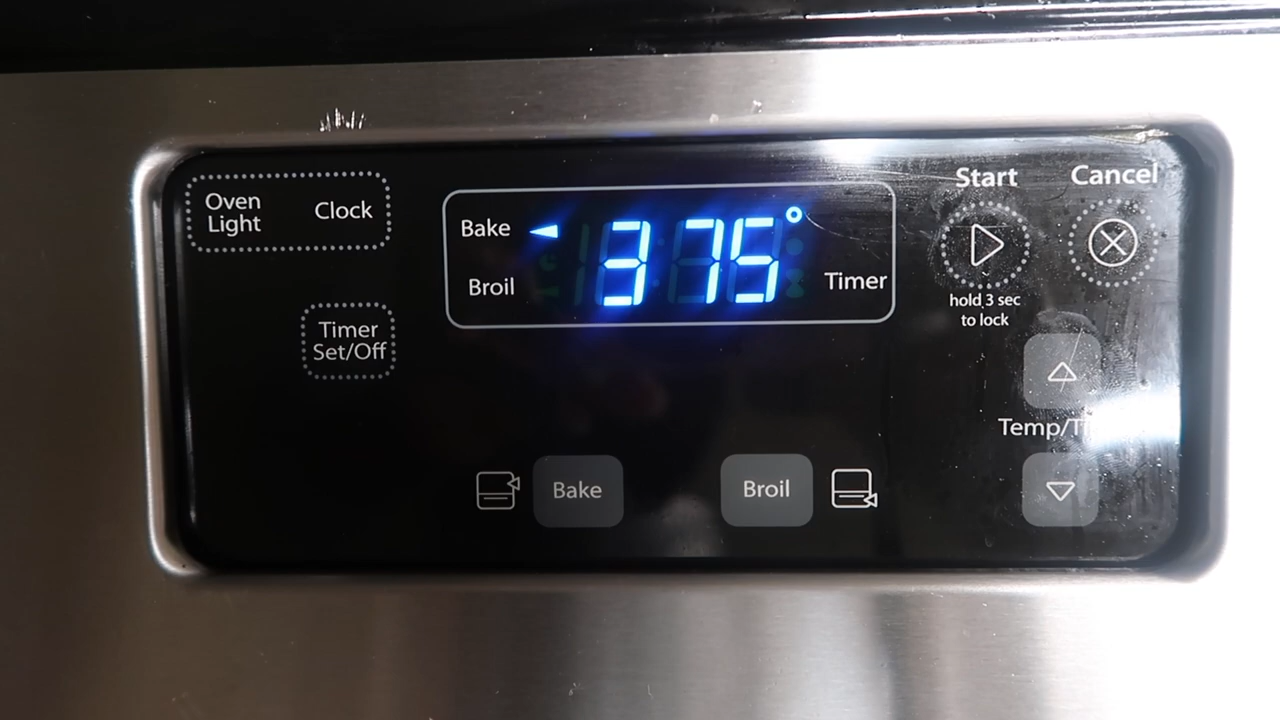 Oven
Light
Clock
Timer
Set/Off
Bake
375°
Broil
Timer
Start
Cancel
hold 3 sec
to lock
Bake
Broil